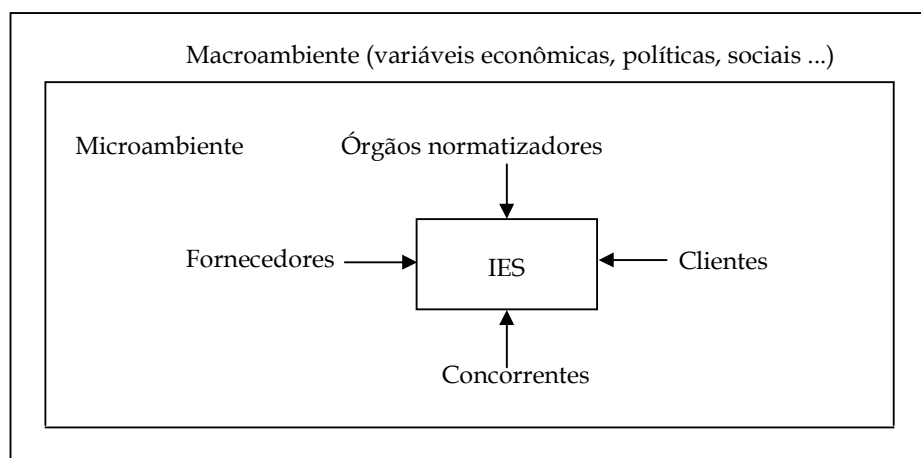 Macroambiente (variáveis econômicas, políticas, sociais ...)
Microambiente
Órgãos normatizadores
Fornecedores
IES
Clientes
Concorrentes